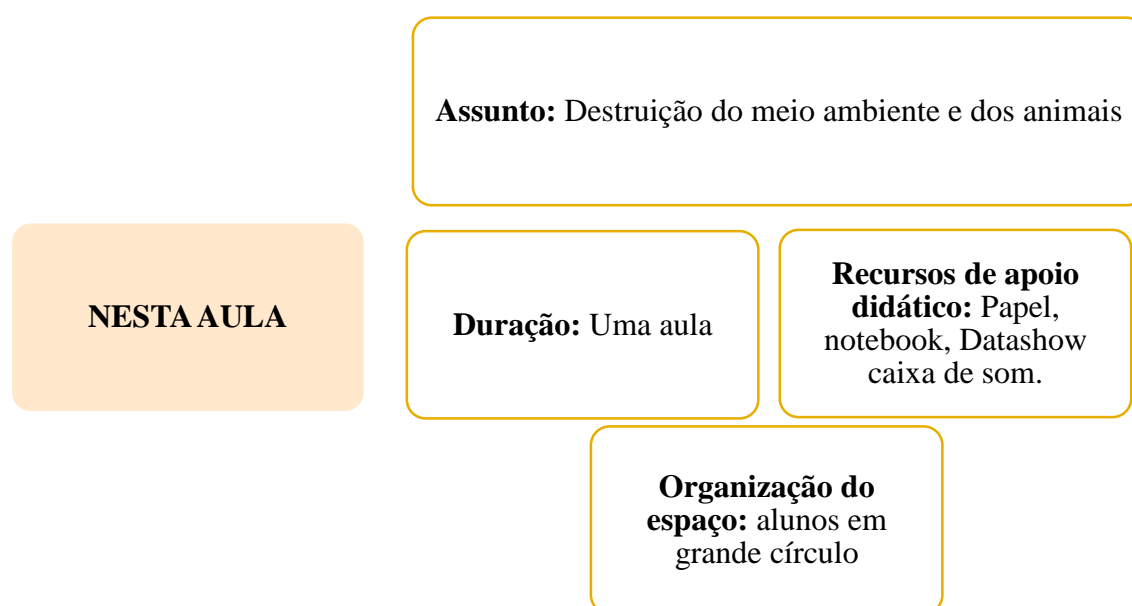 Assunto: Destruição do meio ambiente e dos animais
NESTA AULA
Duração: Uma aula
Recursos de apoio
didático: Papel,
notebook, Datashow
caixa de som.
Organização do
espaço: alunos em
grande círculo